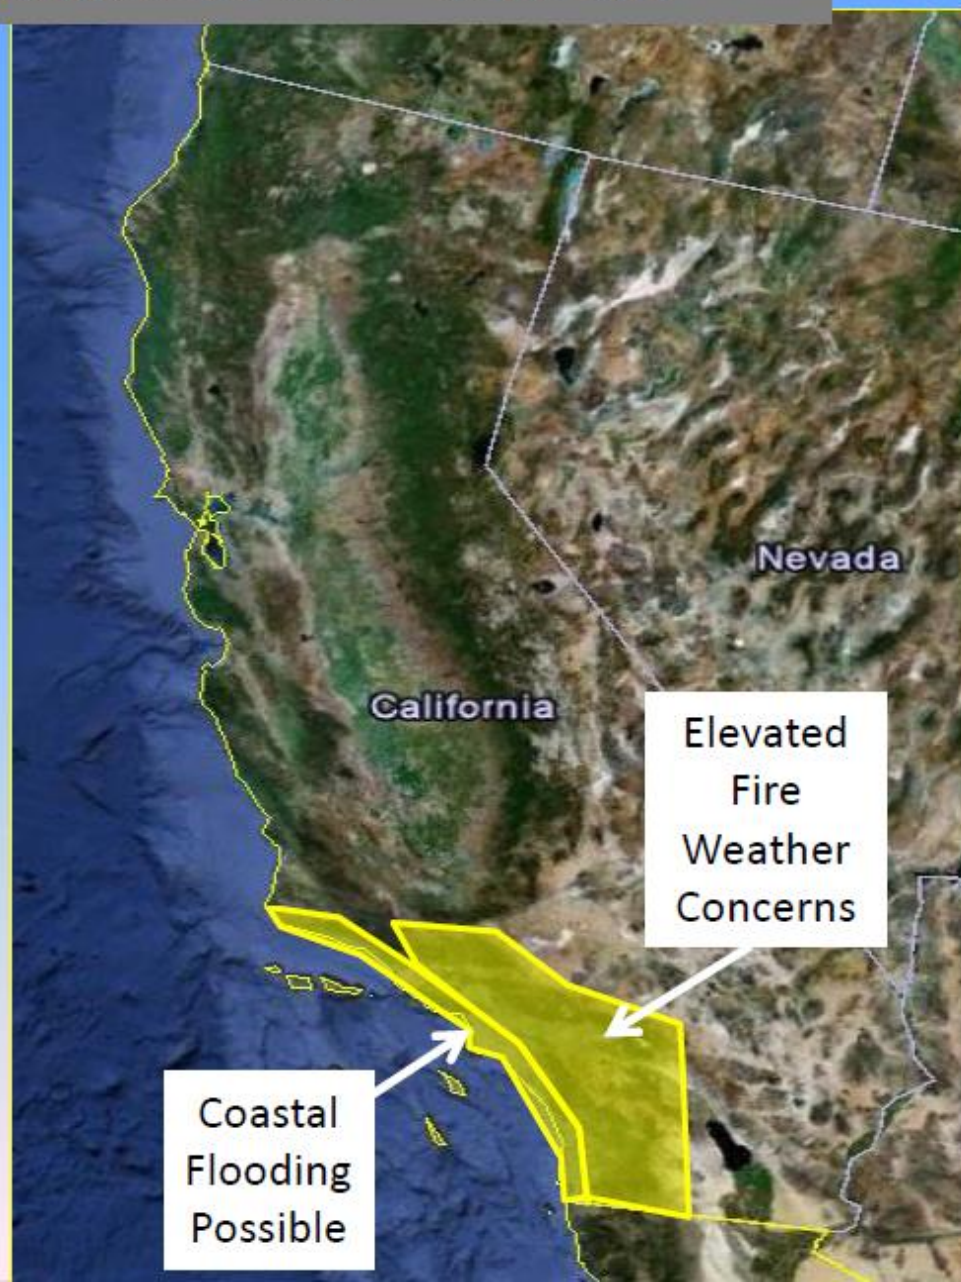 Nevada
California
Elevated
Fire
Weather
Concerns
Coastal
Flooding
Possible